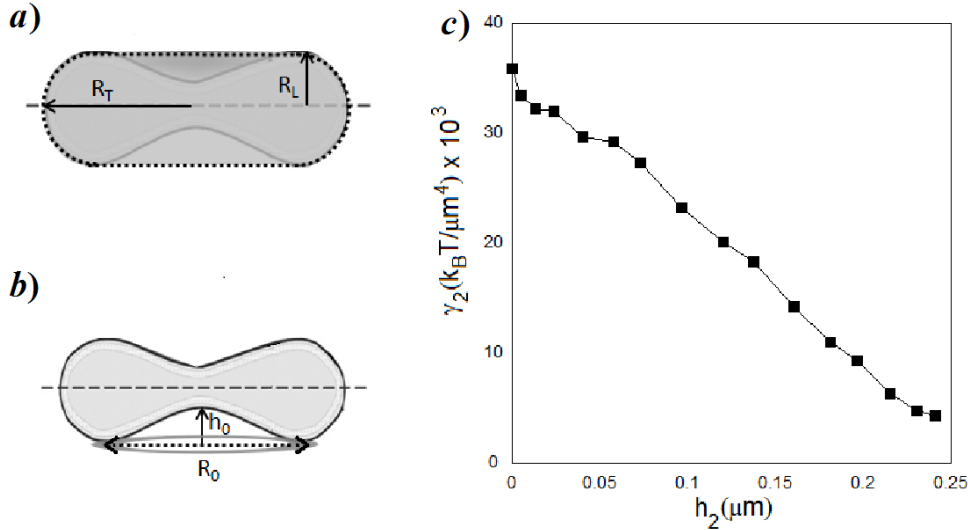 a)
R_T
R_L
b)
h_0
R_0
c)
γ_2(k_BT/μm^4) x 10^3
40
30
20
10
0
0
0.05
0.1
0.15
0.2
0.25
h_2(μm)